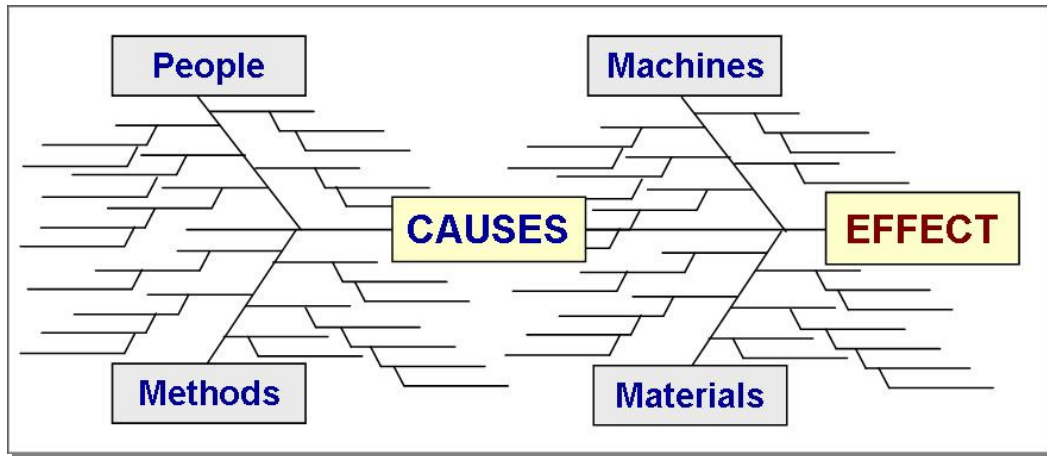 People
Machines
CAUSES
EFFECT
Methods
Materials